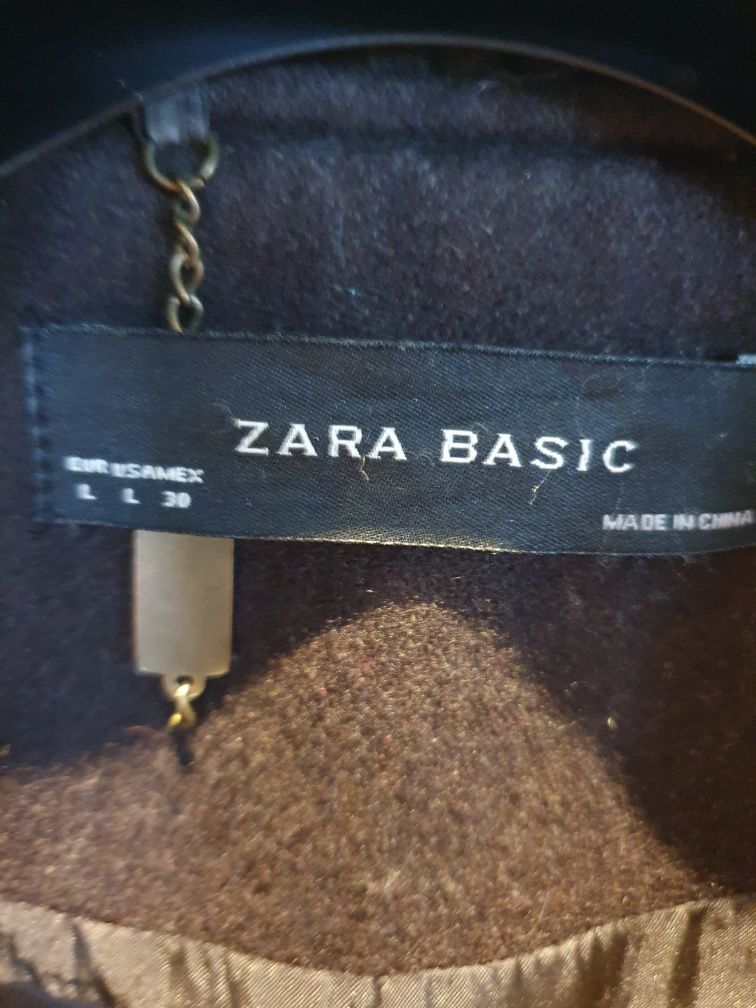 ZARA BASIC
EUR USA MEX
L L 30
MADE IN CHINA